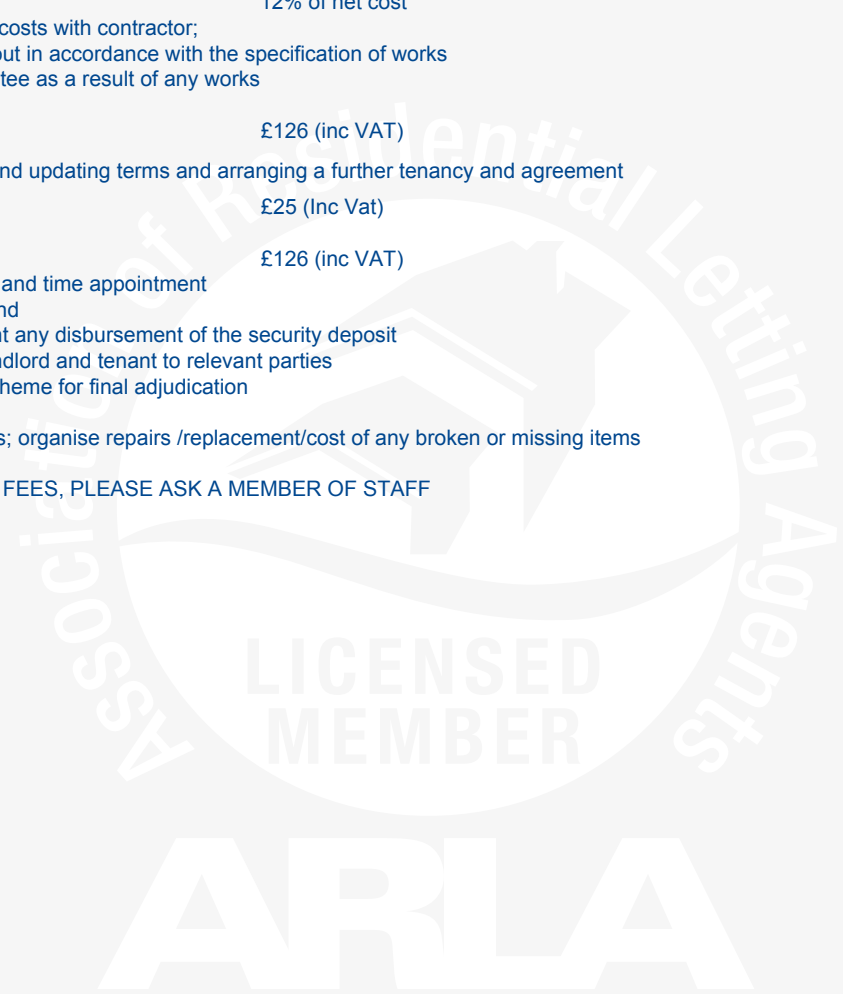 12% of net cost
costs with contractor;
out in accordance with the specification of works
tee as a result of any works
£126 (inc VAT)
nd updating terms and arranging a further tenancy and agreement
£25 (Inc Vat)
£126 (inc VAT)
and time appointment
nd
t any disbursement of the security deposit
ndlord and tenant to relevant parties
heme for final adjudication
s; organise repairs /replacement/cost of any broken or missing items
FEES, PLEASE ASK A MEMBER OF STAFF
Association of Residential Letting Agents
LICENSED
MEMBER
ARLA